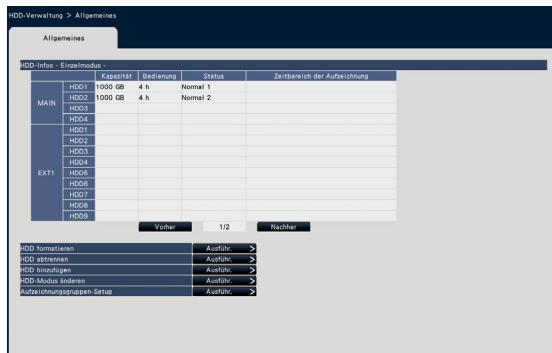 HDD-Verwaltung > Allgemeines
Allgemeines
HDD-Infos - Einzelmodus -
Kapazität Bedienung Status Zeitbereich der Aufzeichnung
MAIN
HDD1 1000 GB 4 h Normal 1
HDD2 1000 GB 4 h Normal 2
HDD3
HDD4
EXT1
HDD1
HDD2
HDD3
HDD4
HDD5
HDD6
HDD7
HDD8
HDD9
Vorher 1/2 Nachher
HDD formatieren Ausführ. >
HDD abtrennen Ausführ. >
HDD hinzufügen Ausführ. >
HDD-Modus änderen Ausführ. >
Aufzeichnungsgruppen-Setup Ausführ. >